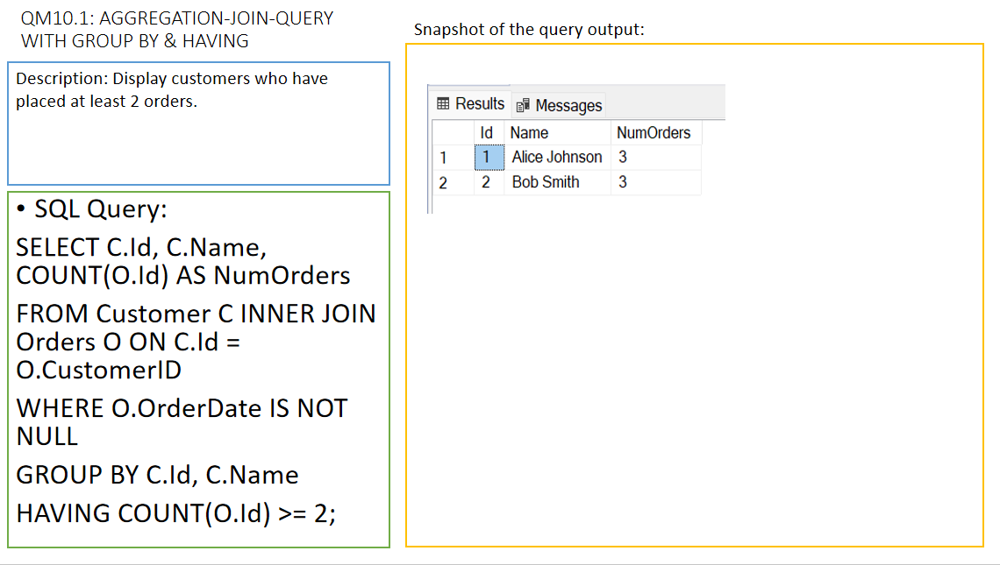 QM10.1: AGGREGATION-JOIN-QUERY
WITH GROUP BY & HAVING
Description: Display customers who have
placed at least 2 orders.
• SQL Query:
SELECT C.Id, C.Name,
COUNT(O.Id) AS NumOrders
FROM Customer C INNER JOIN
Orders O ON C.Id =
O.CustomerID
WHERE O.OrderDate IS NOT
NULL
GROUP BY C.Id, C.Name
HAVING COUNT(O.Id) >= 2;
Snapshot of the query output:
Results Messages
Id Name NumOrders
1 1 Alice Johnson 3
2 2 Bob Smith 3